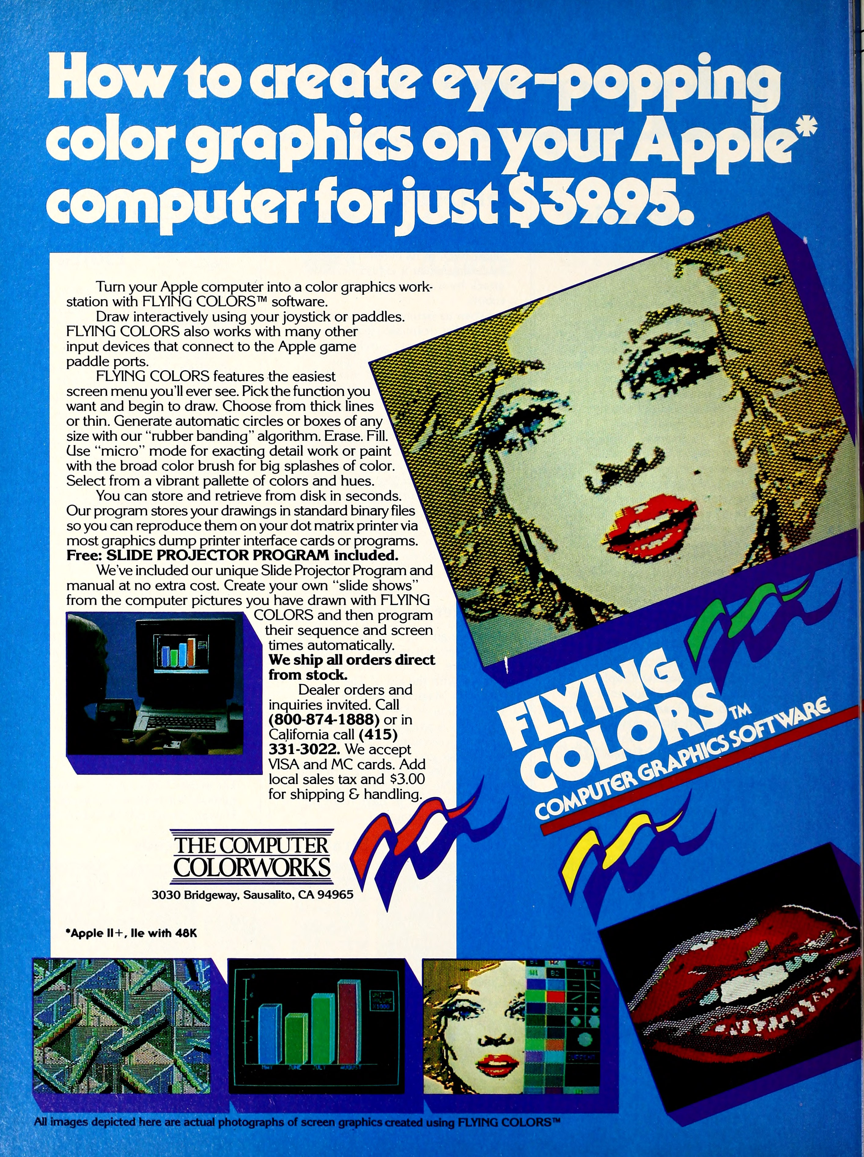 How to create eye-popping
color graphics on your Apple*
computer for just $39.95.
Turn your Apple computer into a color graphics work-
station with FLYING COLORS™ software.
Draw interactively using your joystick or paddles.
FLYING COLORS also works with many other
input devices that connect to the Apple game
paddle ports.
FLYING COLORS features the easiest
screen menu you'll ever see. Pick the function you
want and begin to draw. Choose from thick lines
or thin. Generate automatic circles or boxes of any
size with our "rubber banding" algorithm. Erase. Fill.
Use "micro" mode for exacting detail work or paint
with the broad color brush for big splashes of color.
Select from a vibrant pallette of colors and hues.
You can store and retrieve from disk in seconds.
Our program stores your drawings in standard binary files
so you can reproduce them on your dot matrix printer via
most graphics dump printer interface cards or programs.
Free: SLIDE PROJECTOR PROGRAM included.
We've included our unique Slide Projector Program and
manual at no extra cost. Create your own "slide shows"
from the computer pictures you have drawn with FLYING
COLORS and then program
their sequence and screen
times automatically.
We ship all orders direct
from stock.
Dealer orders and
inquiries invited. Call
(800-874-1888) or in
California call (415)
331-3022. We accept
VISA and MC cards. Add
local sales tax and $3.00
for shipping & handling.
FLYING
COLORS™
COMPUTER GRAPHICS SOFTWARE
THE COMPUTER
COLORWORKS
3030 Bridgeway, Sausalito, CA 94965
*Apple II+, IIe with 48K
MAY JUNE JULY AUGUST
All images depicted here are actual photographs of screen graphics created using FLYING COLORS™